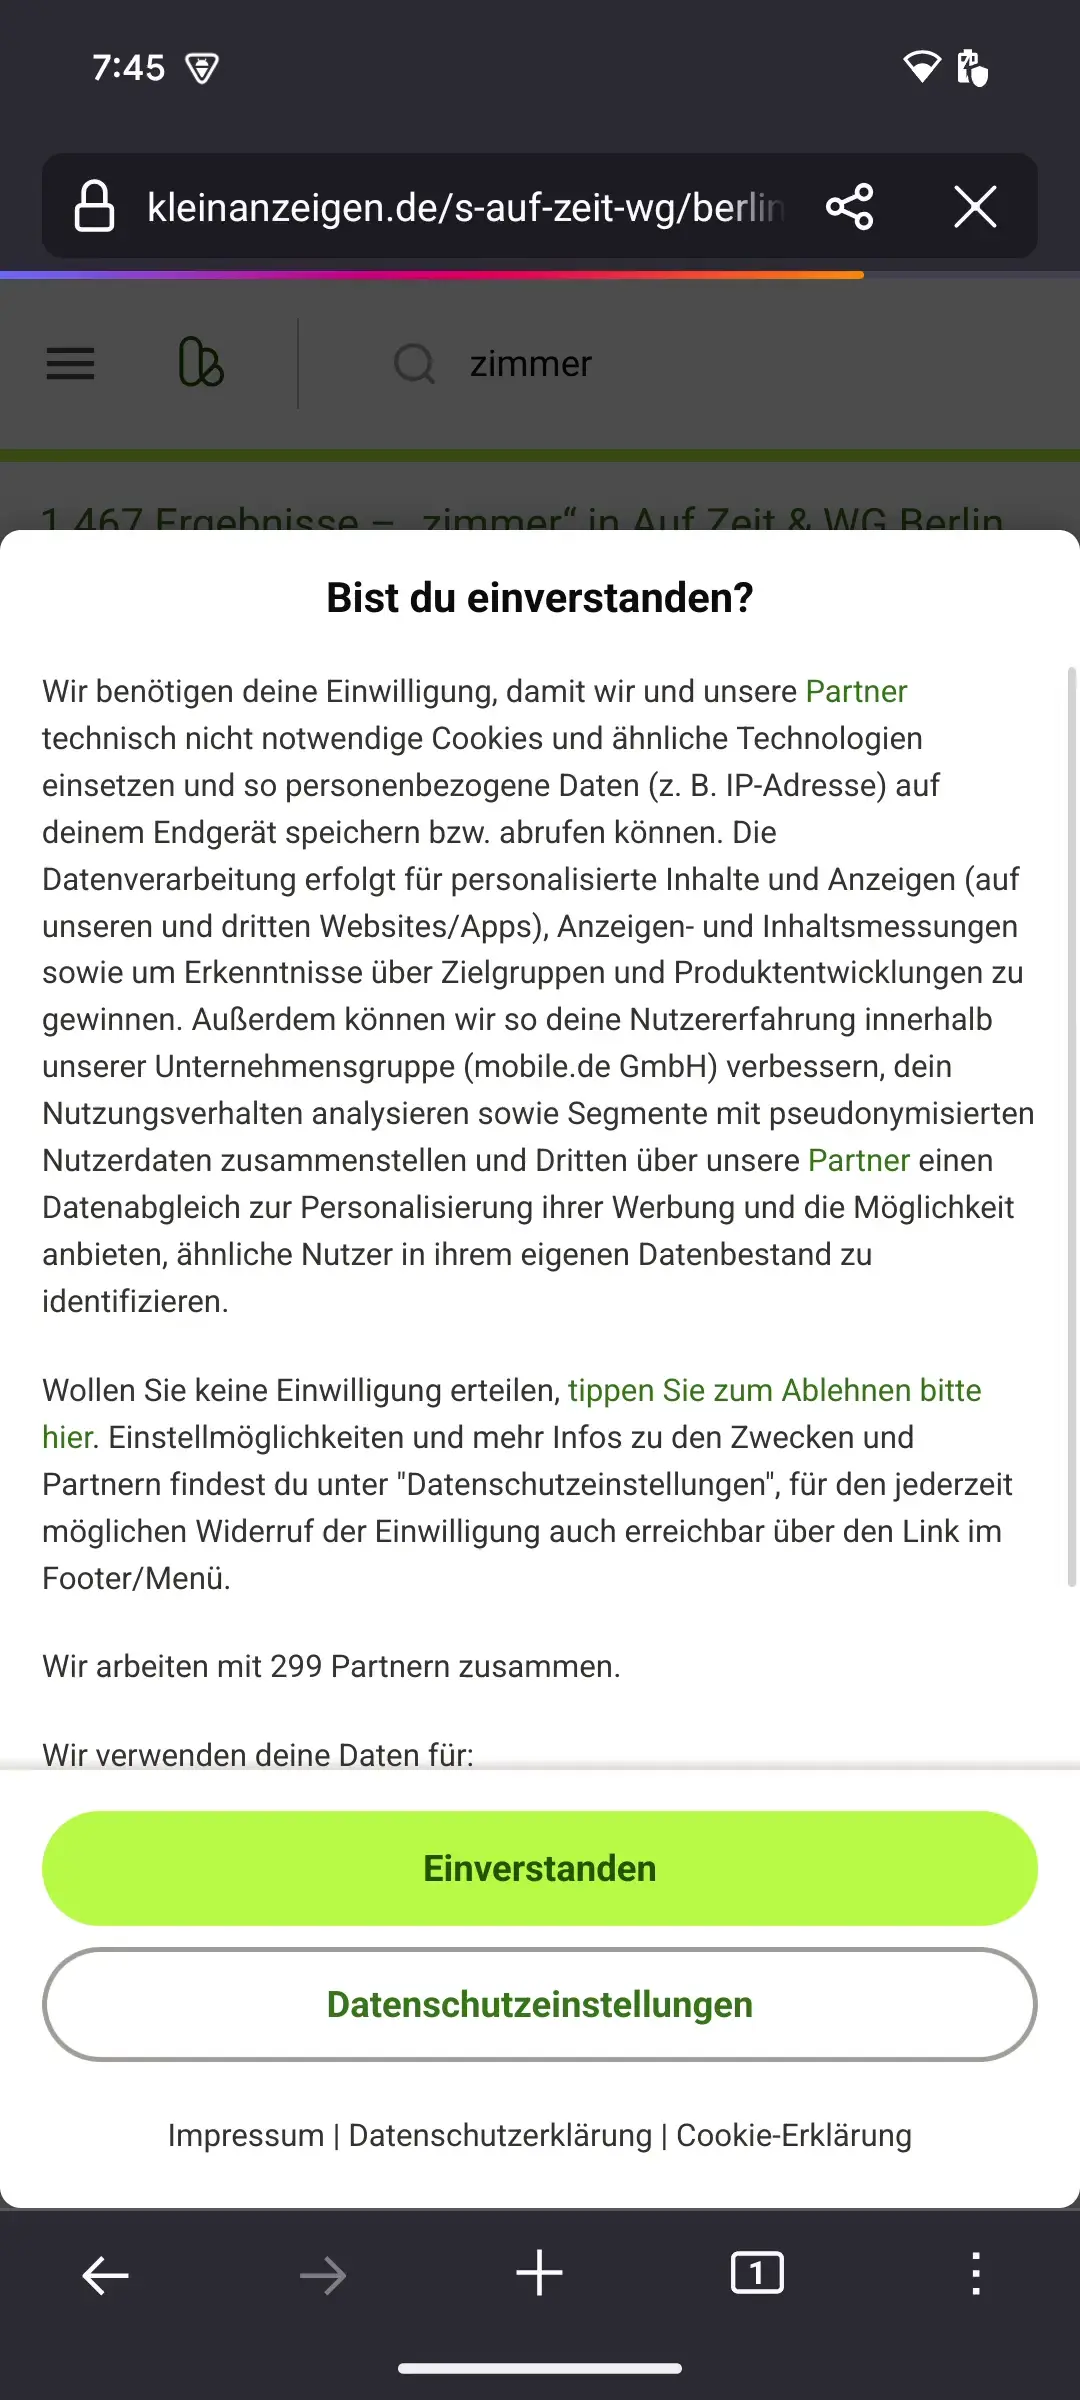 7:45
kleinanzeigen.de/s-auf-zeit-wg/berlin
zimmer
1.467 Ergebnisse – „zimmer“ in Auf Zeit & WG Berlin
Bist du einverstanden?
Wir benötigen deine Einwilligung, damit wir und unsere Partner
technisch nicht notwendige Cookies und ähnliche Technologien
einsetzen und so personenbezogene Daten (z. B. IP-Adresse) auf
deinem Endgerät speichern bzw. abrufen können. Die
Datenverarbeitung erfolgt für personalisierte Inhalte und Anzeigen (auf
unseren und dritten Websites/Apps), Anzeigen- und Inhaltsmessungen
sowie um Erkenntnisse über Zielgruppen und Produktentwicklungen zu
gewinnen. Außerdem können wir so deine Nutzererfahrung innerhalb
unserer Unternehmensgruppe (mobile.de GmbH) verbessern, dein
Nutzungsverhalten analysieren sowie Segmente mit pseudonymisierten
Nutzerdaten zusammenstellen und Dritten über unsere Partner einen
Datenabgleich zur Personalisierung ihrer Werbung und die Möglichkeit
anbieten, ähnliche Nutzer in ihrem eigenen Datenbestand zu
identifizieren.
Wollen Sie keine Einwilligung erteilen, tippen Sie zum Ablehnen bitte
hier. Einstellmöglichkeiten und mehr Infos zu den Zwecken und
Partnern findest du unter "Datenschutzeinstellungen", für den jederzeit
möglichen Widerruf der Einwilligung auch erreichbar über den Link im
Footer/Menü.
Wir arbeiten mit 299 Partnern zusammen.
Wir verwenden deine Daten für:
Einverstanden
Datenschutzeinstellungen
Impressum | Datenschutzerklärung | Cookie-Erklärung
1